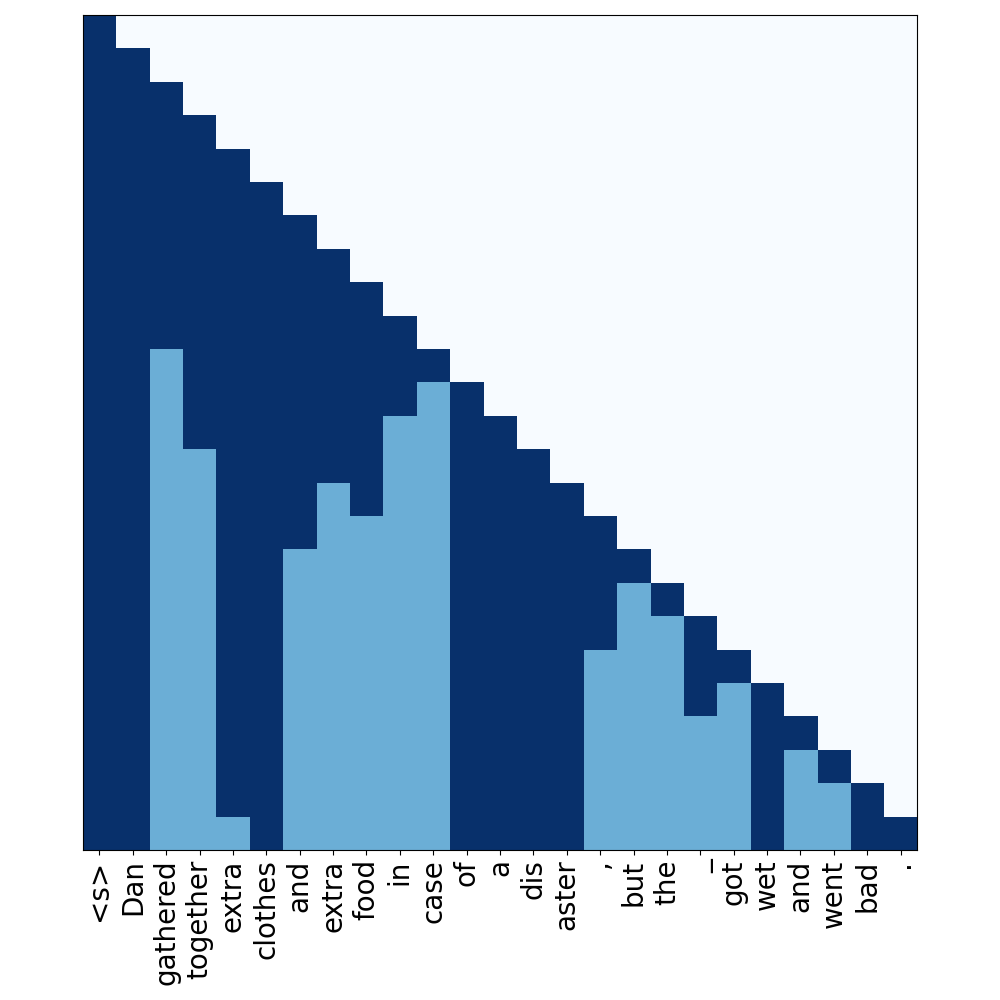 <s>
Dan
gathered
together
extra
clothes
and
extra
food
in
case
of
a
dis
aster
,
but
the
_
got
wet
and
went
bad
.